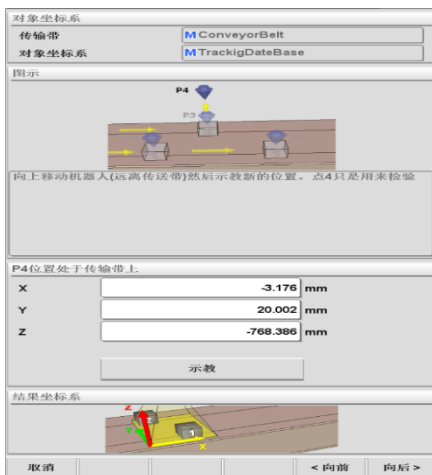 对象坐标系
传输带 M ConveyorBelt
对象坐标系 M TrackigDateBase
图示
P4
P3
向上移动机器人(远离传送带)然后示教新的位置。点4只是用来检验
P4位置处于传输带上
X -3.176 mm
Y 20.002 mm
Z -768.386 mm
示教
结果坐标系
Z
2
Y
1
X
取消 < 向前 向后 >